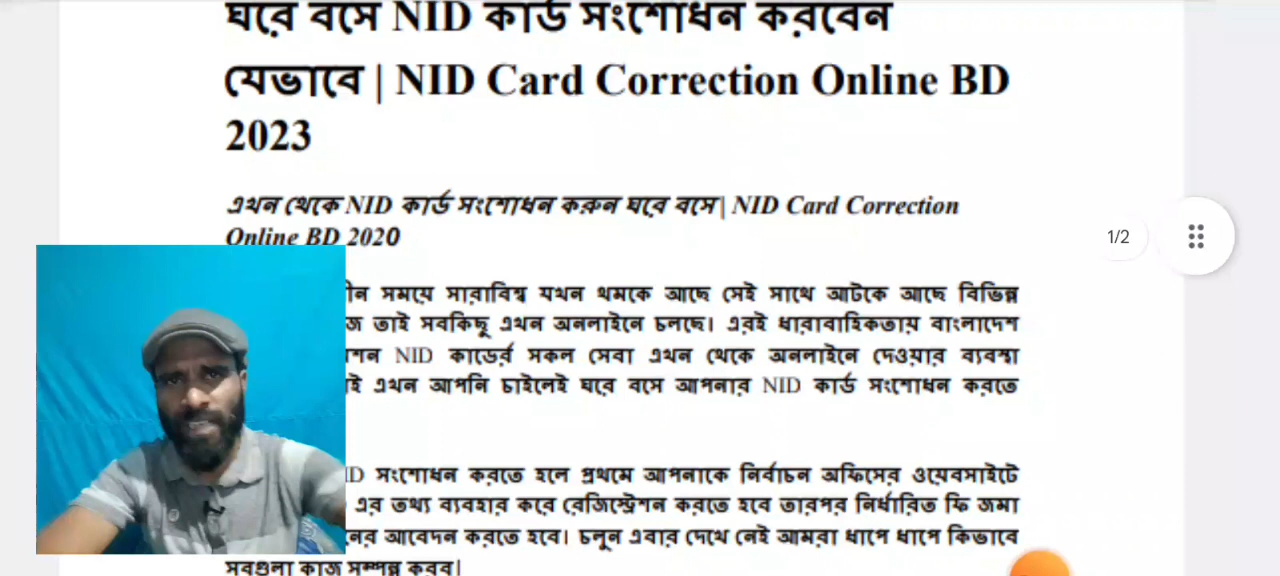 ঘরে বসে NID কার্ড সংশোধন করবেন
যেভাবে | NID Card Correction Online BD
2023
এখন থেকে NID কার্ড সংশোধন করুন ঘরে বসে| NID Card Correction
Online BD 2020
1/2
সময়ে সারাবিশ্ব যখন থমকে আছে সেই সাথে আটকে আছে বিভিন্ন
তাই সবকিছু এখন অনলাইনে চলছে। এরই ধারাবাহিকতায় বাংলাদেশ
NID কার্ডের্ব সকল সেবা এখন থেকে অনলাইনে দেওয়ার ব্যবস্থা
এখন আপনি চাইলেই ঘরে বসে আপনার NID কার্ড সংশোধন করতে
সংশোধন করতে হলে প্রথমে আপনাকে নির্বাচন অফিসের ওয়েবসাইটে
এর তথ্য ব্যবহার করে রেজিস্ট্রেশন করতে হবে তারপর নির্ধারিত ফি জমা
আবেদন করতে হবে। চলুন এবার দেখে নেই আমরা ধাপে ধাপে কিভাবে
সবগুলা কাজ সম্পন্ন করব|